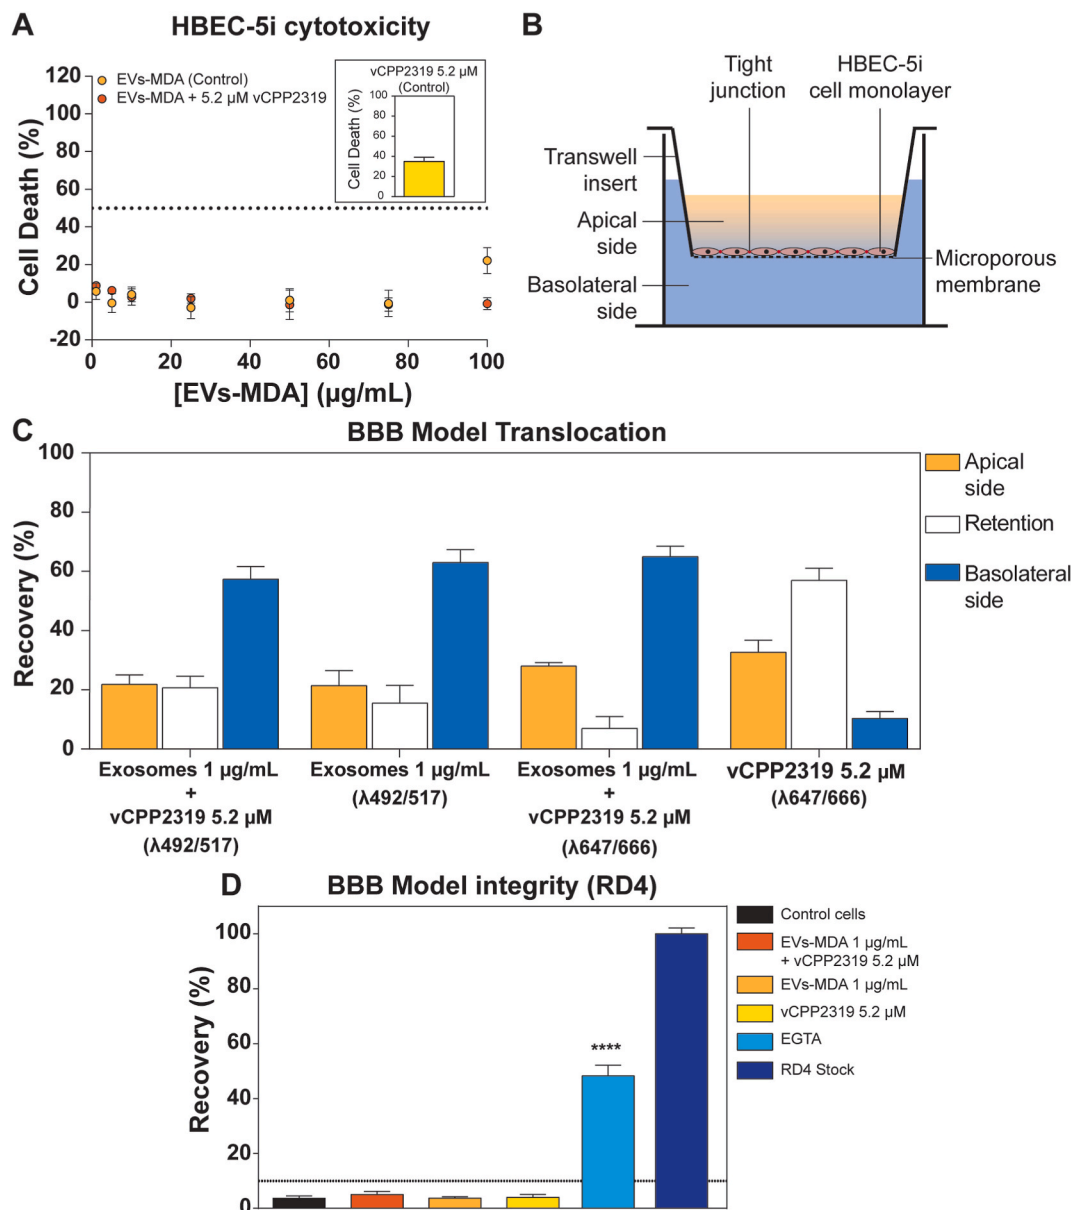 A
HBEC-5i cytotoxicity
120
100
80
60
40
20
0
-20
Cell Death (%)
EVs-MDA (Control)
EVs-MDA + 5.2 µM vCPP2319
vCPP2319 5.2 µM
(Control)
Cell Death (%)
100
80
60
40
20
0
0
20
40
60
80
100
[EVs-MDA] (µg/mL)
B
Tight
junction
HBEC-5i
cell monolayer
Transwell
insert
Apical
side
Basolateral
side
Microporous
membrane
C
BBB Model Translocation
100
80
60
40
20
0
Recovery (%)
Apical
side
Retention
Basolateral
side
Exosomes 1 µg/mL
+
vCPP2319 5.2 µM
(λ492/517)
Exosomes 1 µg/mL
(λ492/517)
Exosomes 1 µg/mL
+
vCPP2319 5.2 µM
(λ647/666)
vCPP2319 5.2 µM
(λ647/666)
D
BBB Model integrity (RD4)
100
80
60
40
20
0
Recovery (%)
****
Control cells
EVs-MDA 1 µg/mL
+ vCPP2319 5.2 µM
EVs-MDA 1 µg/mL
vCPP2319 5.2 µM
EGTA
RD4 Stock